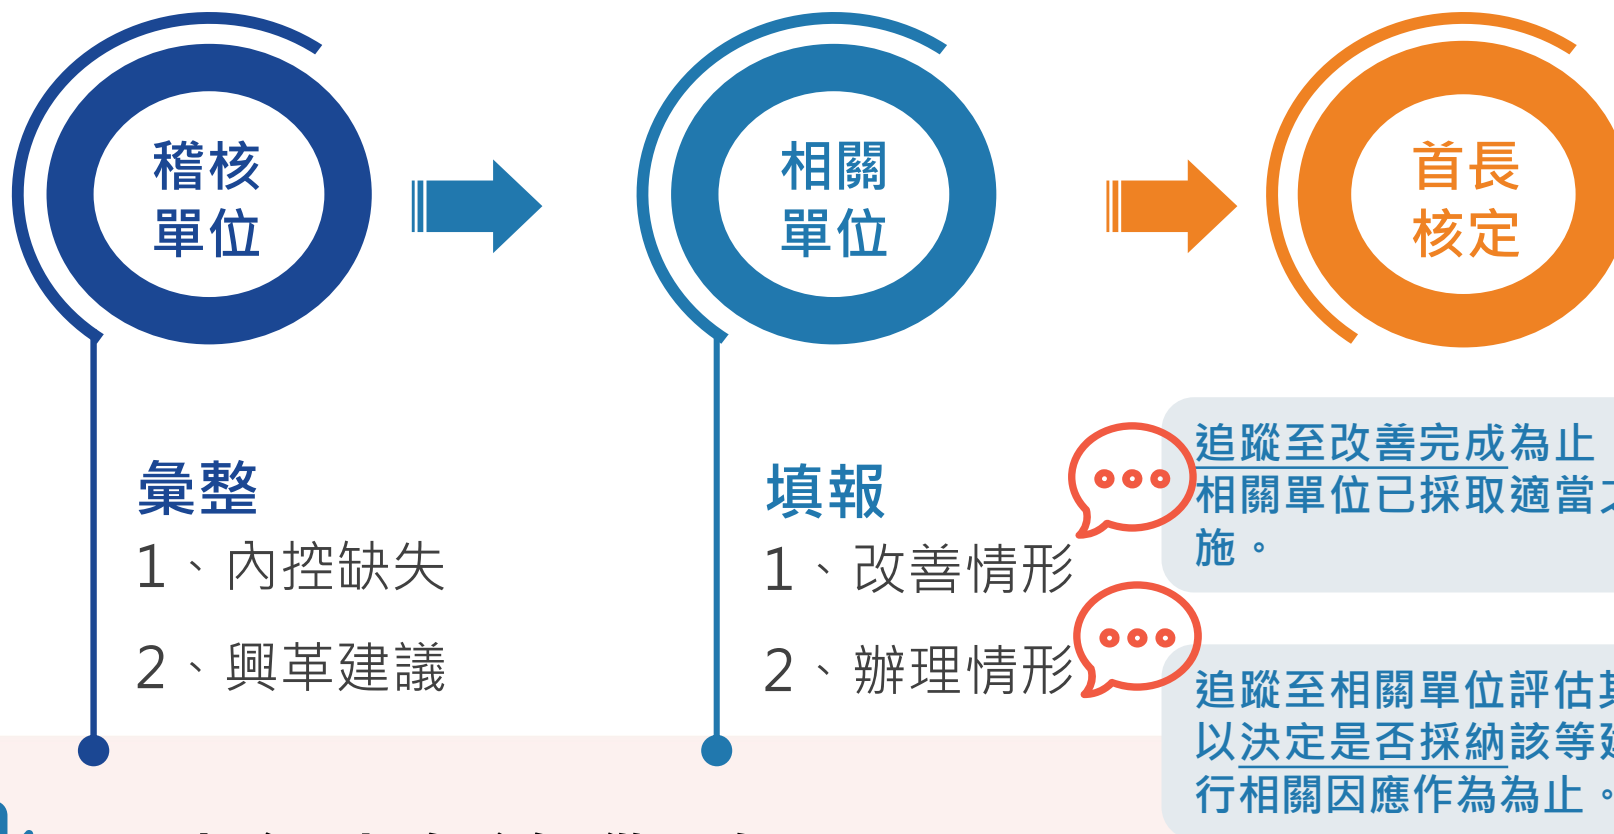 稽核
單位
相關
單位
首長
核定
彙整
1、內控缺失
2、興革建議
填報
1、改善情形
2、辦理情形
追蹤至改善完成為止
相關單位已採取適當
施。
追蹤至相關單位評估
以決定是否採納該等
行相關因應作為為止。